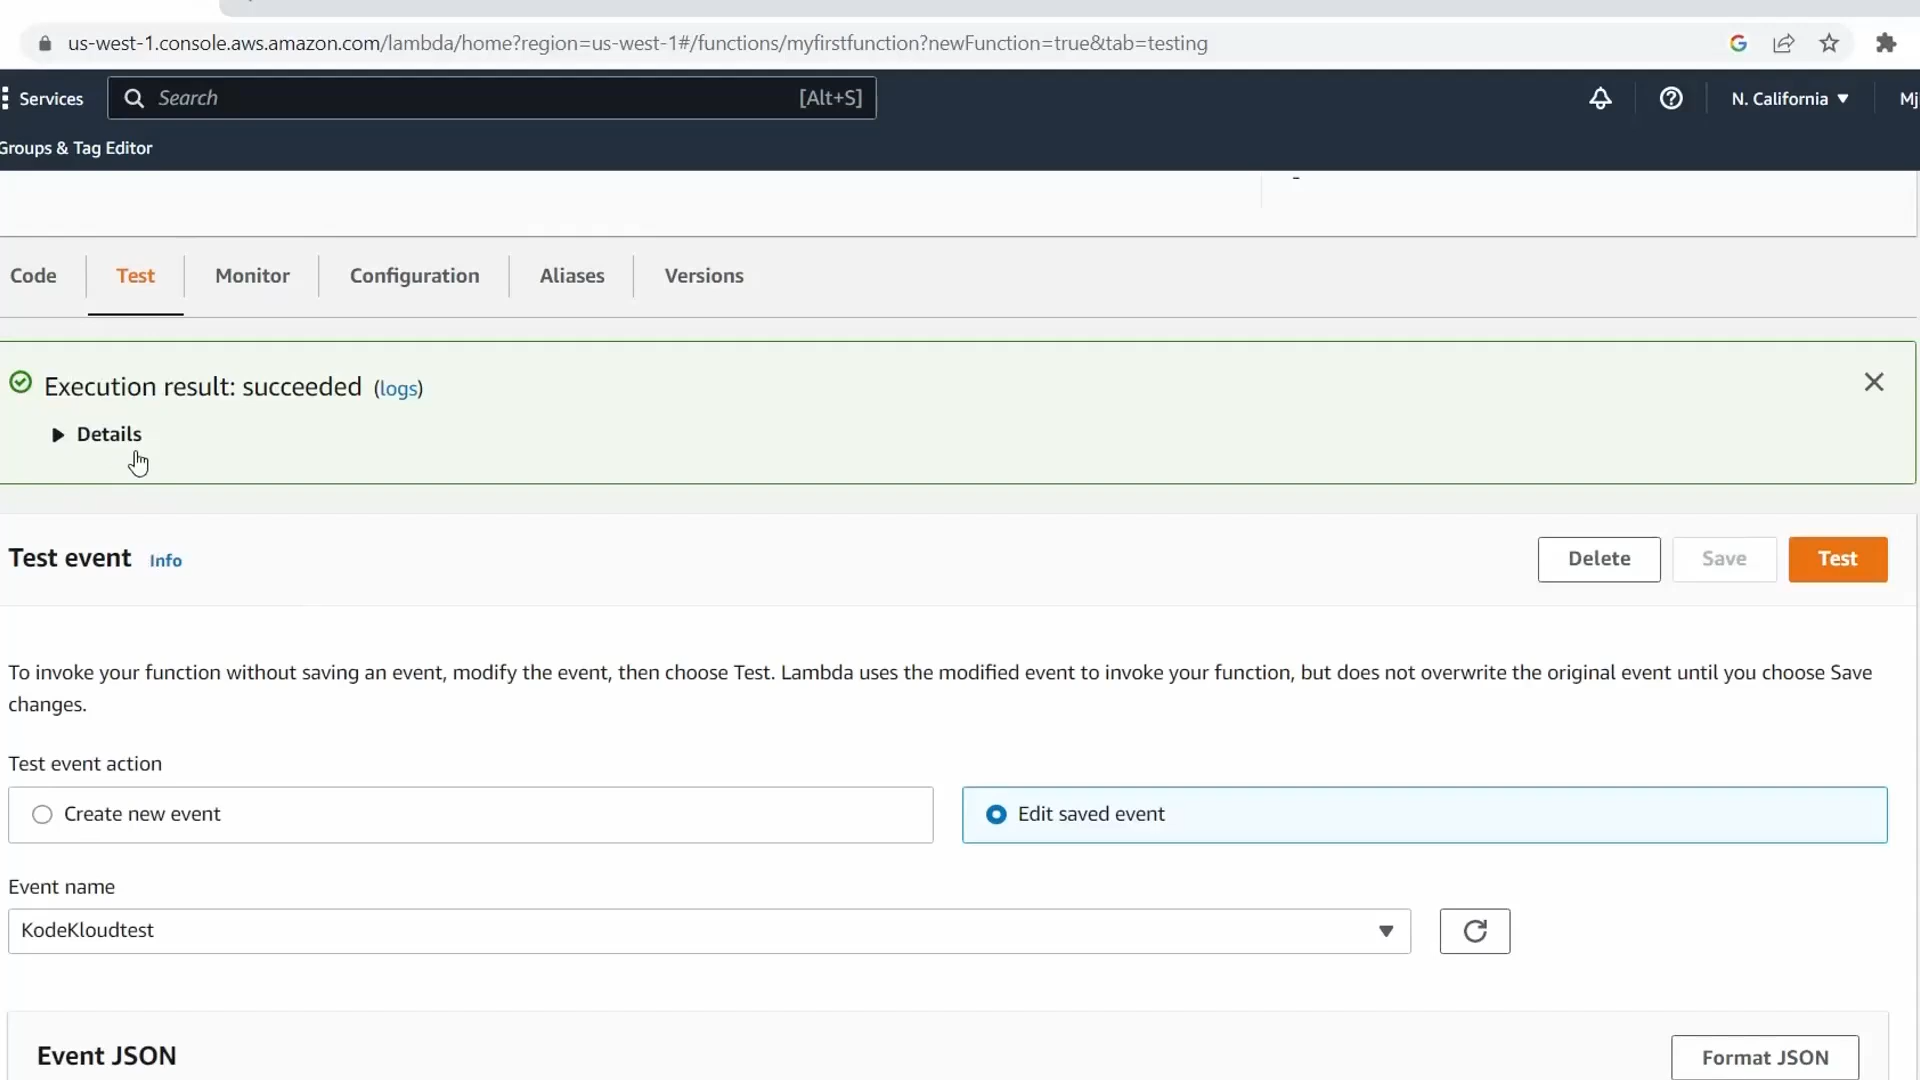 us-west-1.console.aws.amazon.com/lambda/home?region=us-west-1#/functions/myfirstfunction?newFunction=true&tab=testing
Services
Search
[Alt+S]
N. California
Groups & Tag Editor
-
Code
Test
Monitor
Configuration
Aliases
Versions
Execution result: succeeded (logs)
Details
Test event Info
Delete
Save
Test
To invoke your function without saving an event, modify the event, then choose Test. Lambda uses the modified event to invoke your function, but does not overwrite the original event until you choose Save
changes.
Test event action
Create new event
Edit saved event
Event name
KodeKloudtest
Event JSON
Format JSON